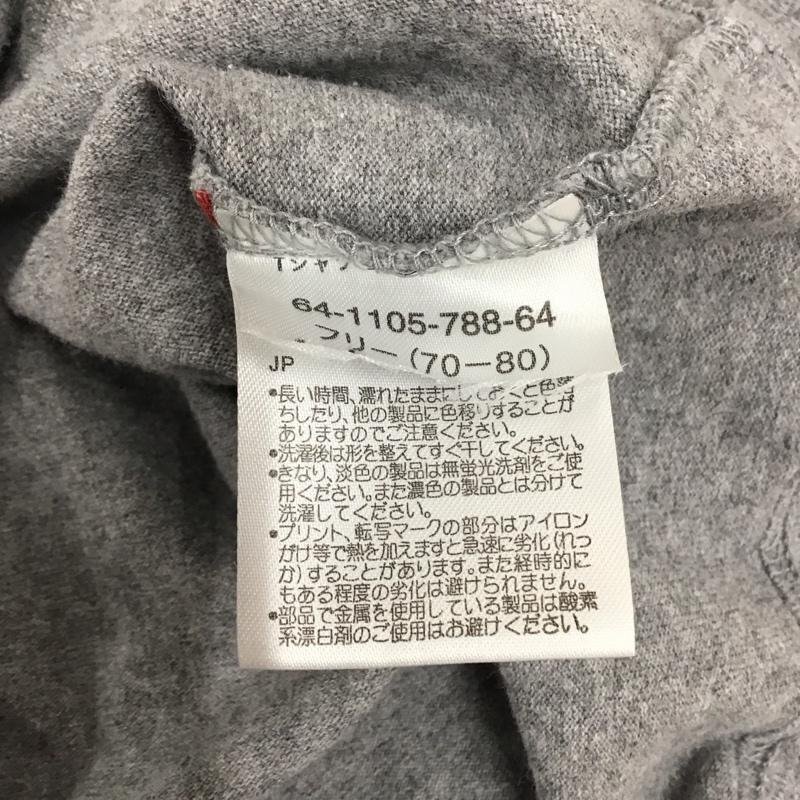 Tシャツ
64-1105-788-64
フリー(70-80)
JP
•長い時間、濡れたままにしておくと色落
ちしたり、他の製品に色移りすることが
ありますのでご注意ください。
•洗濯後は形を整えてすぐ干してください。
•きなり、淡色の製品は無蛍光洗剤をご使
用ください。また濃色の製品とは分けて
洗濯してください。
•プリント、転写マークの部分はアイロン
がけ等で熱を加えますと急速に劣化(れっ
か)することがあります。また経時的に
もある程度の劣化は避けられません。
•部品で金属を使用している製品は酸素
系漂白剤のご使用はお避けください。